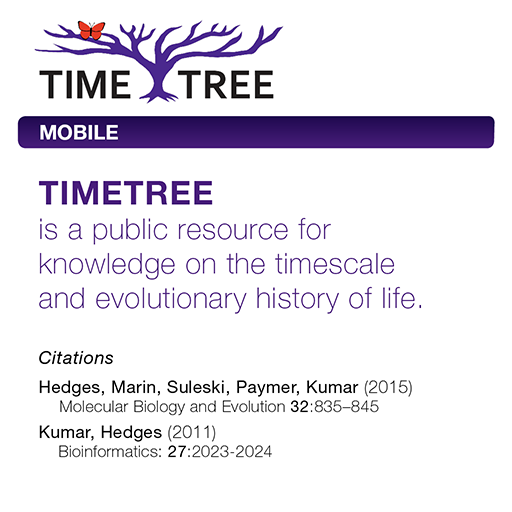 TIME TREE
MOBILE
TIMETREE
is a public resource for
knowledge on the timescale
and evolutionary history of life.
Citations
Hedges, Marin, Suleski, Paymer, Kumar (2015)
Molecular Biology and Evolution 32:835–845
Kumar, Hedges (2011)
Bioinformatics: 27:2023-2024